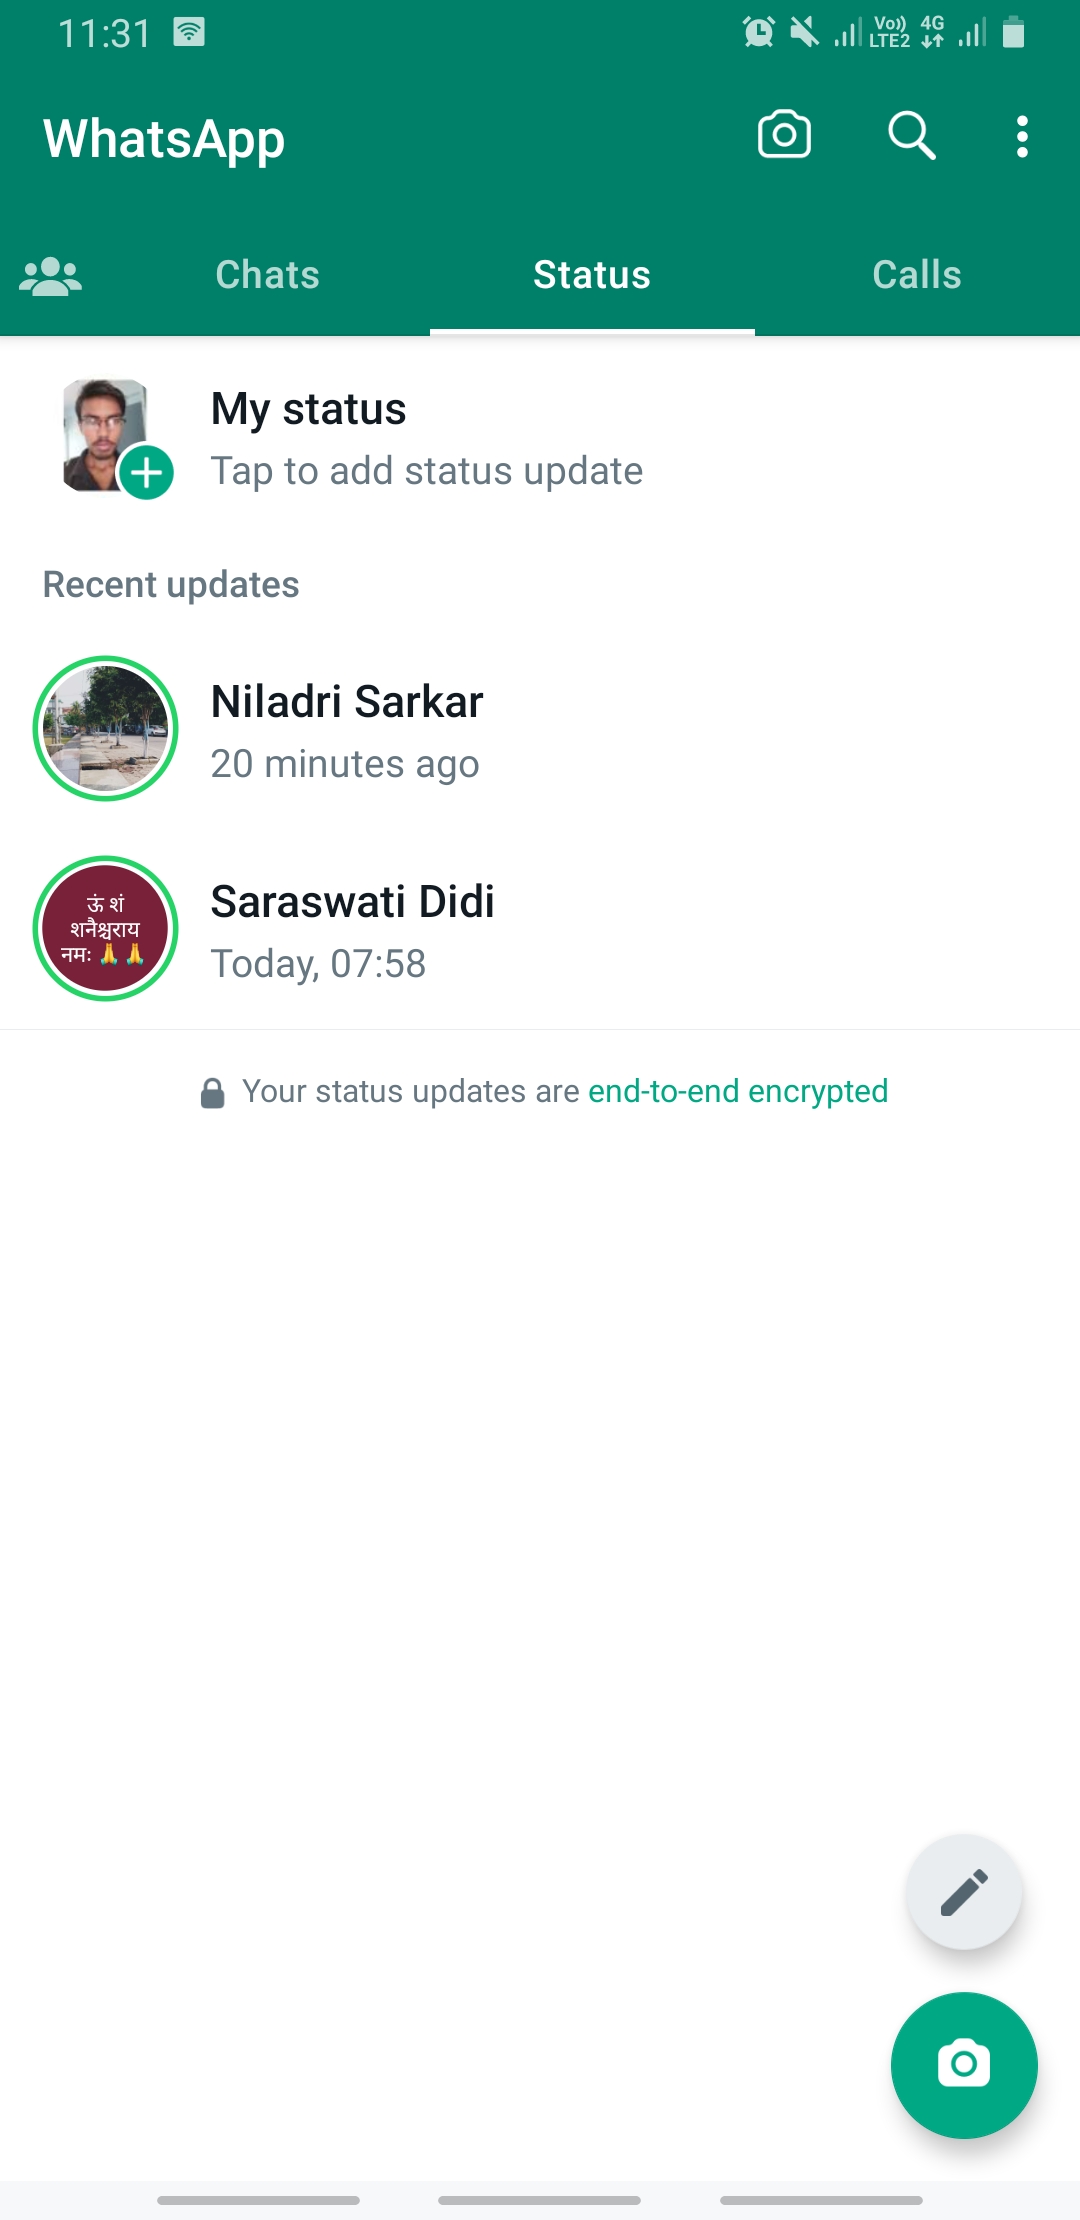 11:31 Vo)) LTE2 4G
WhatsApp
Chats Status Calls
My status
Tap to add status update
Recent updates
Niladri Sarkar
20 minutes ago
ऊं शं
शनैश्चराय
नमः 🙏🙏
Saraswati Didi
Today, 07:58
Your status updates are end-to-end encrypted